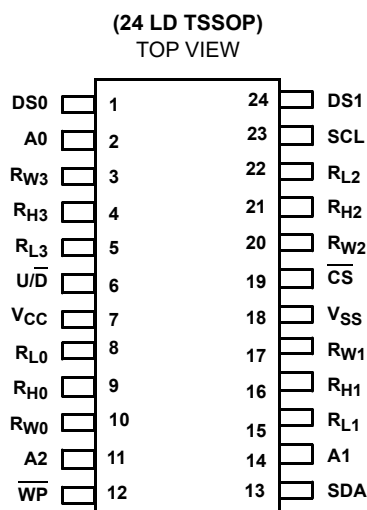 (24 LD TSSOP)
TOP VIEW
DS0 1 24 DS1
A0 2 23 SCL
RW3 3 22 RL2
RH3 4 21 RH2
RL3 5 20 RW2
U/D̅ 6 19 C̅S̅
VCC 7 18 VSS
RL0 8 17 RW1
RH0 9 16 RH1
RW0 10 15 RL1
A2 11 14 A1
W̅P̅ 12 13 SDA